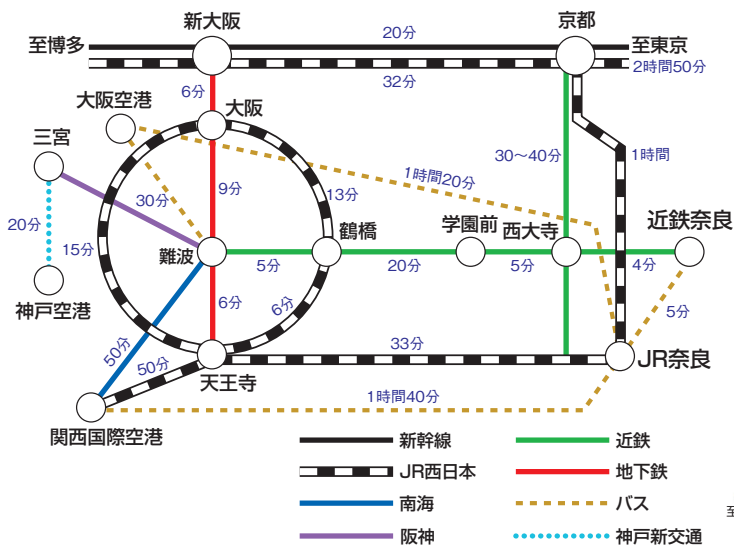 新大阪
20分
京都
至博多
至東京
32分
2時間50分
6分
大阪空港
大阪
三宮
30〜40分
1時間
1時間20分
9分
13分
30分
20分
15分
学園前
西大寺
近鉄奈良
鶴橋
難波
5分
20分
5分
4分
神戸空港
6分
6分
5分
50分
50分
33分
天王寺
JR奈良
1時間40分
関西国際空港
新幹線
近鉄
JR西日本
地下鉄
南海
バス
至
阪神
神戸新交通